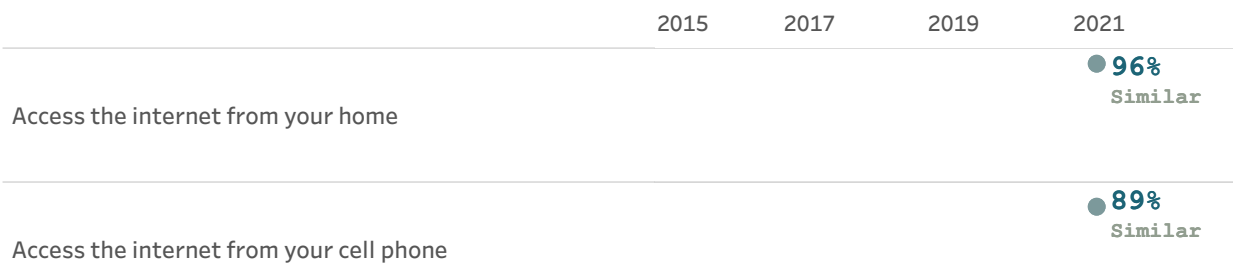 2015 2017 2019 2021
96%
Similar
Access the internet from your home
89%
Similar
Access the internet from your cell phone